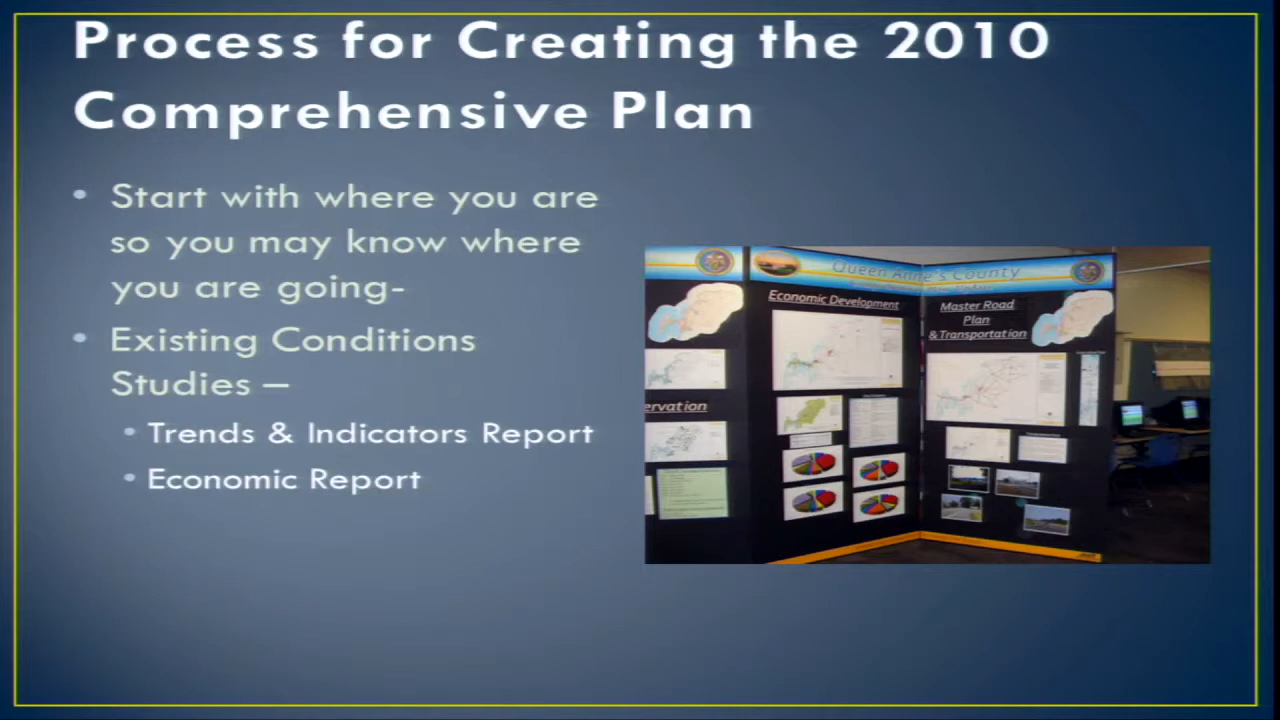 Process for Creating the 2010
Comprehensive Plan
• Start with where you are
so you may know where
you are going-
• Existing Conditions
Studies –
• Trends & Indicators Report
• Economic Report
Queen Anne's County
Economic Development
Master Road
Plan
& Transportation
ervation